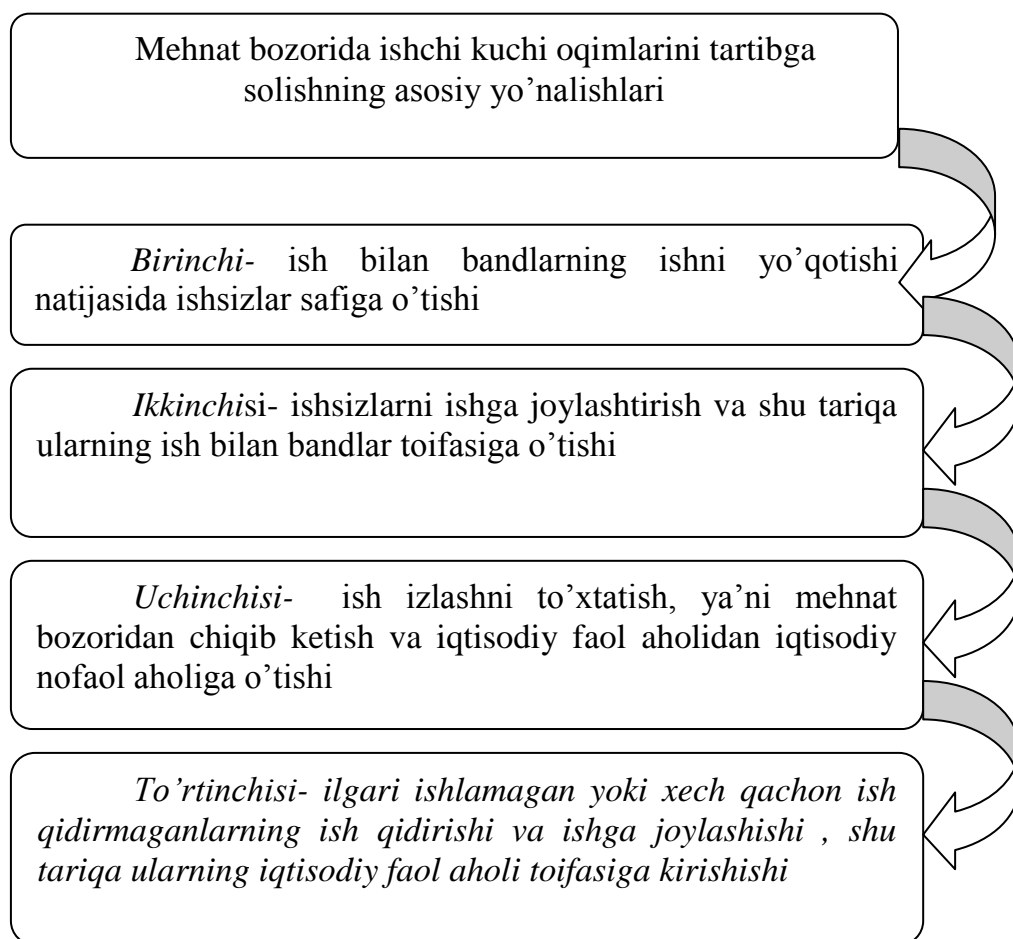 Mehnat bozorida ishchi kuchi oqimlarini tartibga
solishning asosiy yo’nalishlari
Birinchi- ish bilan bandlarning ishni yo’qotishi
natijasida ishsizlar safiga o’tishi
Ikkinchisi- ishsizlarni ishga joylashtirish va shu tariqa
ularning ish bilan bandlar toifasiga o’tishi
Uchinchisi- ish izlashni to’xtatish, ya’ni mehnat
bozoridan chiqib ketish va iqtisodiy faol aholidan iqtisodiy
nofaol aholiga o’tishi
To’rtinchisi- ilgari ishlamagan yoki xech qachon ish
qidirmaganlarning ish qidirishi va ishga joylashishi , shu
tariqa ularning iqtisodiy faol aholi toifasiga kirishishi